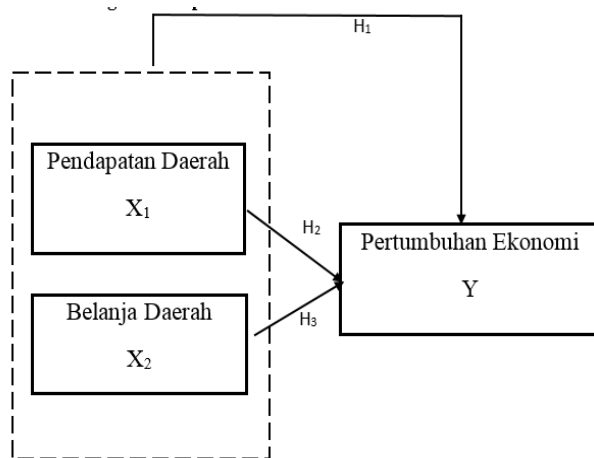 H₁
Pendapatan Daerah
X₁
H₂
Pertumbuhan Ekonomi
Y
Belanja Daerah
X₂
H₃